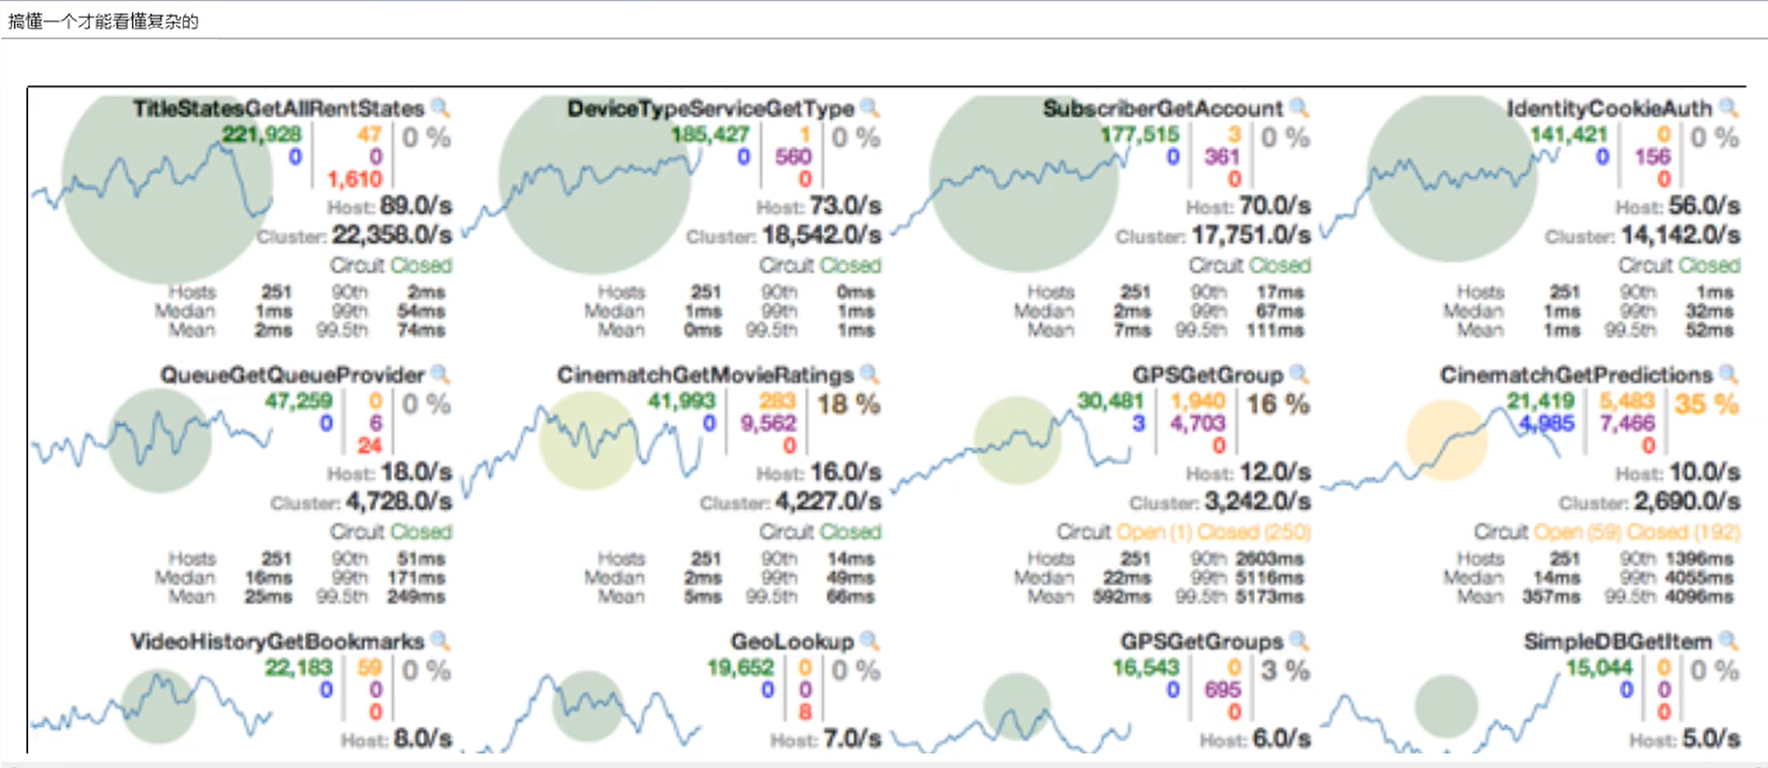 搞懂一个才能看懂复杂的
TitleStatesGetAllRentStates
221,928 47 0 %
0 0
1,610
Host: 89.0/s
Cluster: 22,358.0/s
Circuit Closed
Hosts 251 90th 2ms
Median 1ms 99th 54ms
Mean 2ms 99.5th 74ms
DeviceTypeServiceGetType
185,427 1 0 %
0 560
0
Host: 73.0/s
Cluster: 18,542.0/s
Circuit Closed
Hosts 251 90th 0ms
Median 1ms 99th 1ms
Mean 0ms 99.5th 1ms
SubscriberGetAccount
177,515 3 0 %
0 361
0
Host: 70.0/s
Cluster: 17,751.0/s
Circuit Closed
Hosts 251 90th 17ms
Median 2ms 99th 67ms
Mean 7ms 99.5th 111ms
IdentityCookieAuth
141,421 0 0 %
0 156
0
Host: 56.0/s
Cluster: 14,142.0/s
Circuit Closed
Hosts 251 90th 1ms
Median 1ms 99th 32ms
Mean 1ms 99.5th 52ms
QueueGetQueueProvider
47,259 0 0 %
0 6
24
Host: 18.0/s
Cluster: 4,728.0/s
Circuit Closed
Hosts 251 90th 51ms
Median 16ms 99th 171ms
Mean 25ms 99.5th 249ms
CinematchGetMovieRatings
41,993 283 18 %
0 9,562
0
Host: 16.0/s
Cluster: 4,227.0/s
Circuit Closed
Hosts 251 90th 14ms
Median 2ms 99th 49ms
Mean 5ms 99.5th 66ms
GPSGetGroup
30,481 1,940 16 %
3 4,703
0
Host: 12.0/s
Cluster: 3,242.0/s
Circuit Open (1) Closed (250)
Hosts 251 90th 2603ms
Median 22ms 99th 5116ms
Mean 592ms 99.5th 5173ms
CinematchGetPredictions
21,419 5,483 35 %
4,985 7,466
0
Host: 10.0/s
Cluster: 2,690.0/s
Circuit Open (59) Closed (192)
Hosts 251 90th 1396ms
Median 14ms 99th 4055ms
Mean 357ms 99.5th 4096ms
VideoHistoryGetBookmarks
22,183 59 0 %
0 0
0
Host: 8.0/s
GeoLookup
19,652 0 0 %
0 0
8
Host: 7.0/s
GPSGetGroups
16,543 0 3 %
0 695
0
Host: 6.0/s
SimpleDBGetItem
15,044 0 0 %
0 0
0
Host: 5.0/s